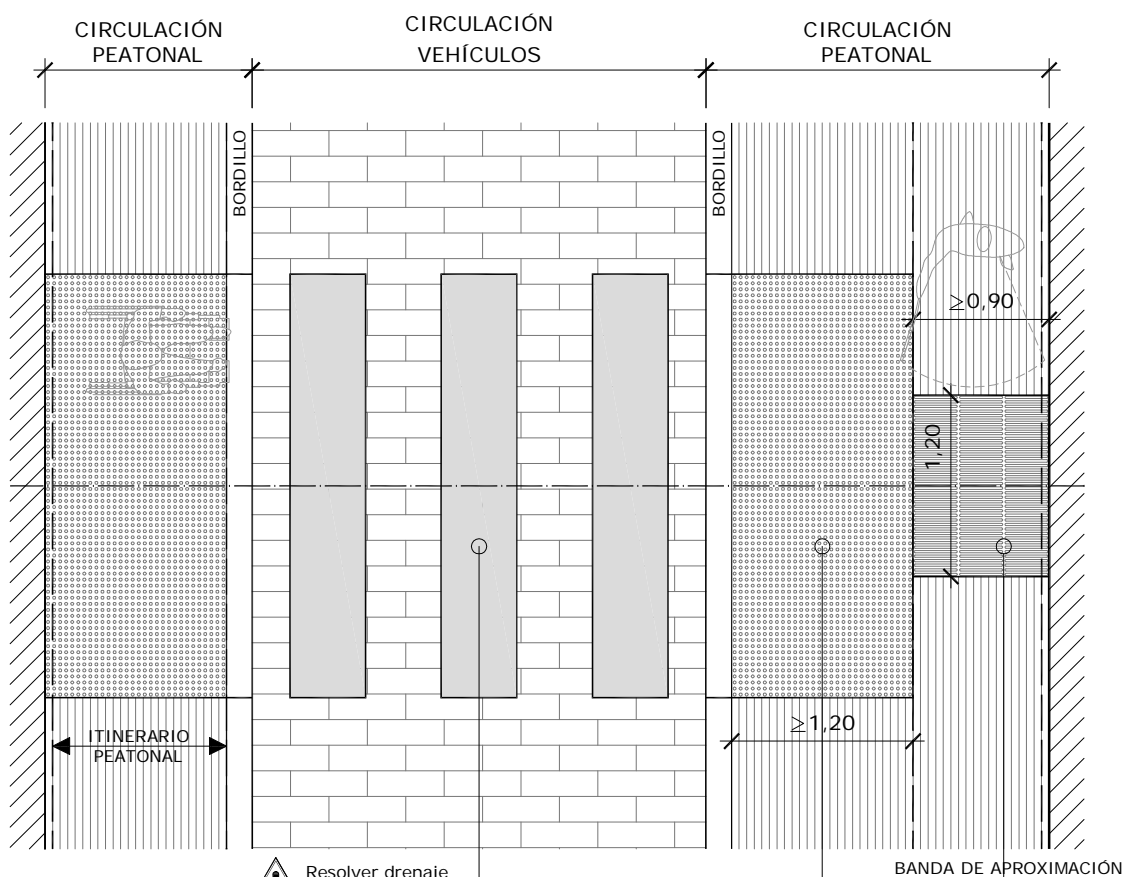 CIRCULACIÓN
PEATONAL
CIRCULACIÓN
VEHÍCULOS
CIRCULACIÓN
PEATONAL
BORDILLO
BORDILLO
≥0,90
1,20
≥1,20
ITINERARIO
PEATONAL
Resolver drenaje
BANDA DE APROXIMACIÓN